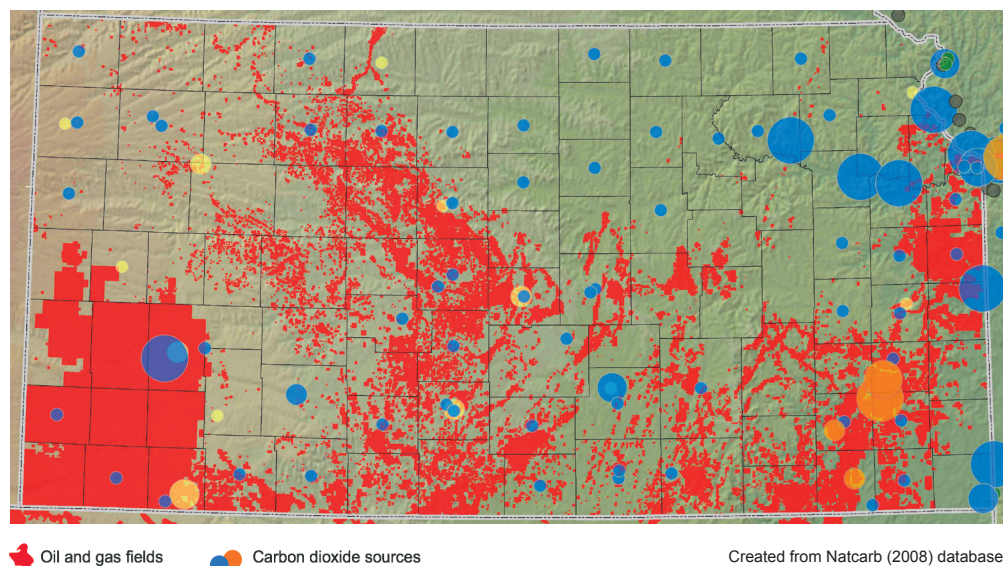 Oil and gas fields
Carbon dioxide sources
Created from Natcarb (2008) database